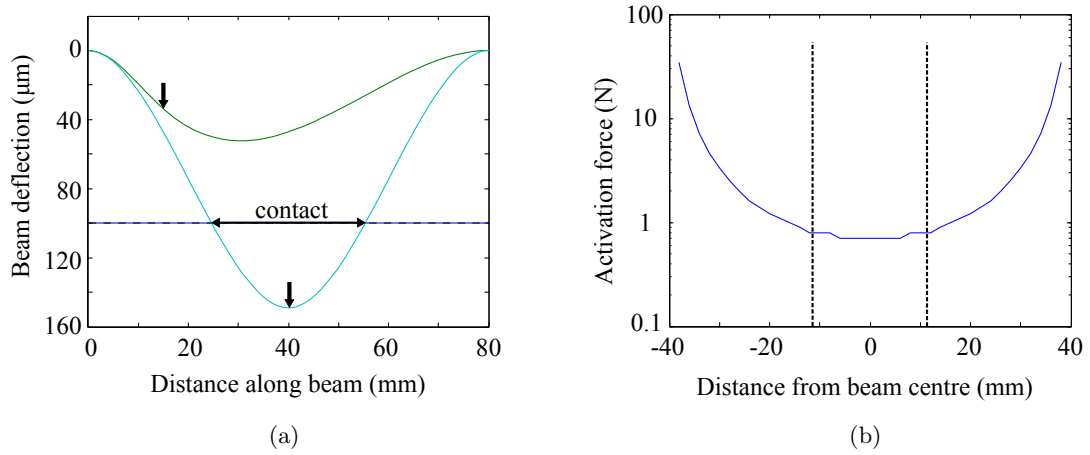 Beam deflection (μm)
0
40
80
120
160
contact
0
20
40
60
80
Distance along beam (mm)
(a)
Activation force (N)
100
10
1
0.1
-40
-20
0
20
40
Distance from beam centre (mm)
(b)